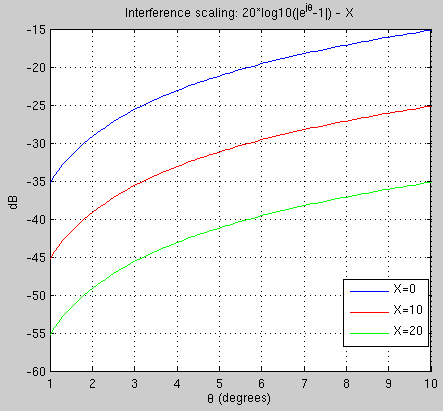 Interference scaling: 20*log10(|e^jθ-1|) - X
-15
-20
-25
-30
-35
-40
-45
-50
-55
-60
dB
X=0
X=10
X=20
1 2 3 4 5 6 7 8 9 10
θ (degrees)